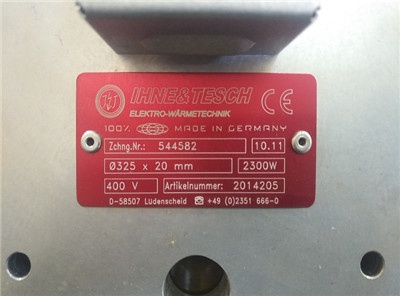 IHNE & TESCH
ELEKTRO-WÄRMETECHNIK
CE
100% MADE IN GERMANY
Zchng.Nr.: 544582 10.11
Ø325 x 20 mm 2300W
400 V Artikelnummer: 2014205
D-58507 Lüdenscheid ☎ +49 (0)2351 666-0